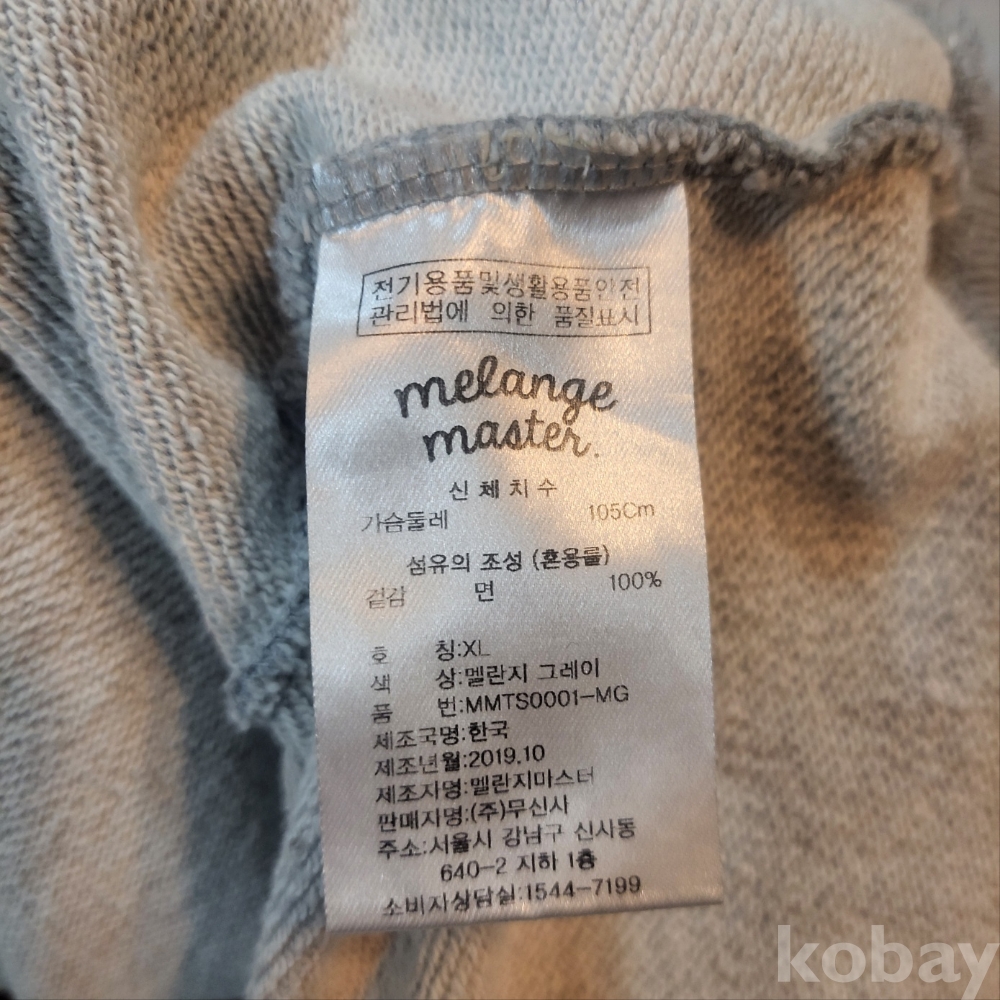 전기용품및생활용품안전
관리법에 의한 품질표시
melange
master.
신체치수
가슴둘레 105Cm
섬유의 조성 (혼용률)
겉감 면 100%
호 칭:XL
색 상:멜란지 그레이
품 번:MMTS0001-MG
제조국명:한국
제조년월:2019.10
제조자명:멜란지마스터
판매자명:(주)무신사
주소:서울시 강남구 신사동
640-2 지하 1층
소비자상담실:1544-7199
kobay